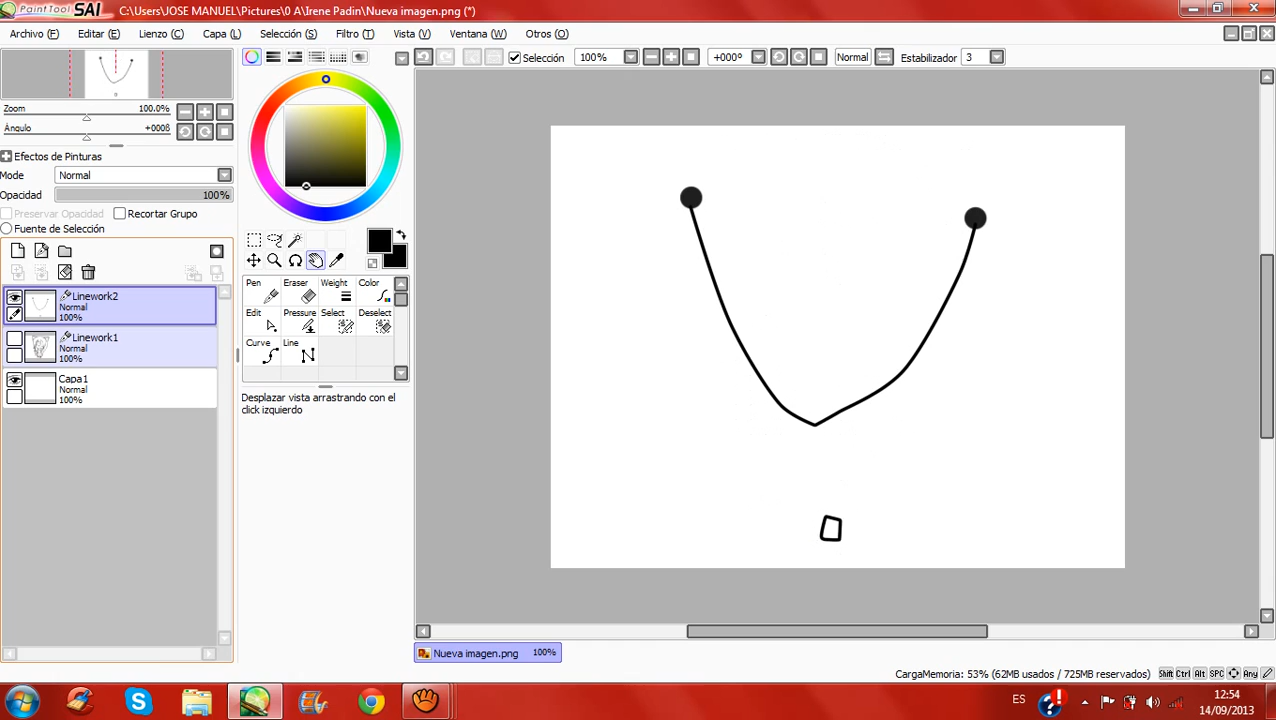 PaintTool SAI C:\Users\JOSE MANUEL\Pictures\0 A\Irene Padin\Nueva imagen.png (*)
Archivo (F) Editar (E) Lienzo (C) Capa (L) Selección (S) Filtro (T) Vista (V) Ventana (W) Otros (O)
Selección 100% +000º Normal Estabilizador 3
Zoom 100.0%
Ángulo +000ß
Efectos de Pinturas
Mode Normal
Opacidad 100%
Preservar Opacidad Recortar Grupo
Fuente de Selección
Linework2
Normal
100%
Linework1
Normal
100%
Capa1
Normal
100%
Pen Eraser Weight Color
Edit Pressure Select Deselect
Curve Line
Desplazar vista arrastrando con el
click izquierdo
Nueva imagen.png 100%
CargaMemoria: 53% (62MB usados / 725MB reservados) Shift Ctrl Alt SPC Any
ES 12:54
14/09/2013